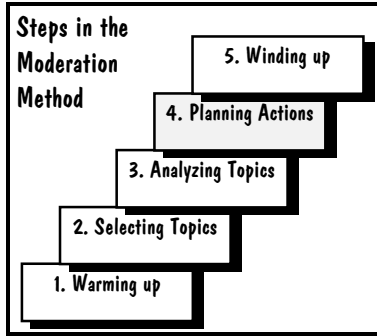 Steps in the
Moderation
Method
5. Winding up
4. Planning Actions
3. Analyzing Topics
2. Selecting Topics
1. Warming up